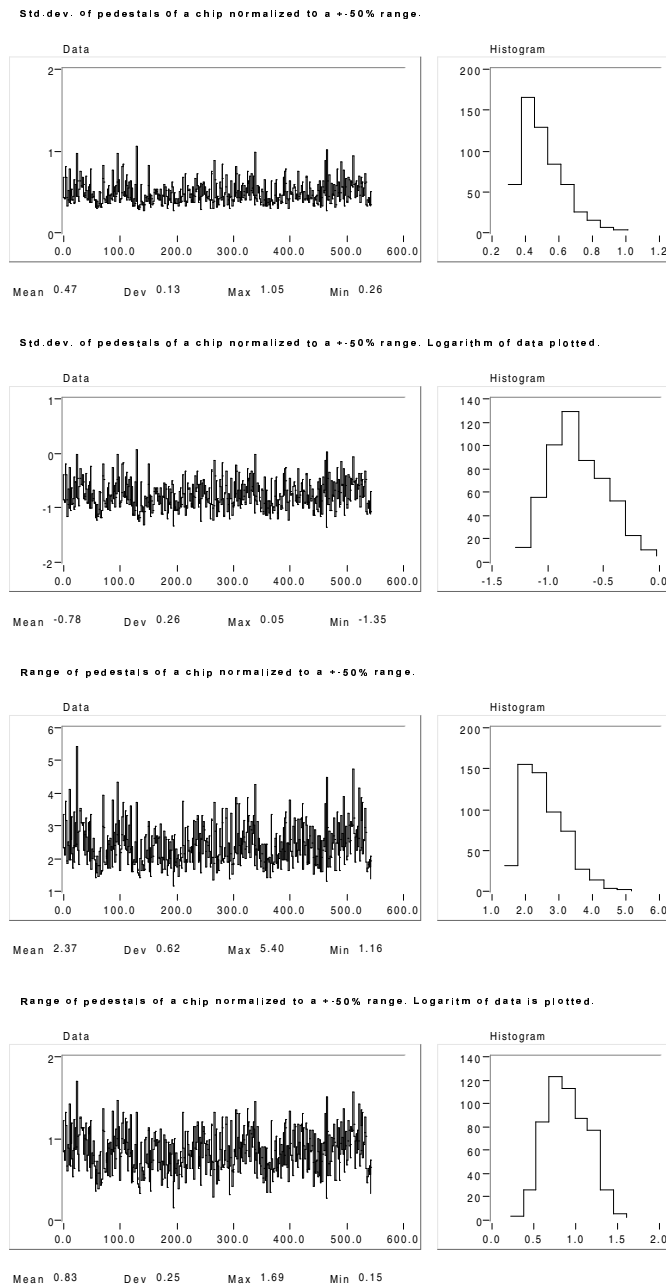 Std.dev. of pedestals of a chip normalized to a +-50% range.
Data Histogram
2 200
150
1 100
50
0 0
0.0 100.0 200.0 300.0 400.0 500.0 600.0 0.2 0.4 0.6 0.8 1.0 1.2
Mean 0.47 Dev 0.13 Max 1.05 Min 0.26
Std.dev. of pedestals of a chip normalized to a +-50% range. Logarithm of data plotted.
Data Histogram
1 140
120
0 100
80
-1 60
40
20
-2 0
0.0 100.0 200.0 300.0 400.0 500.0 600.0 -1.5 -1.0 -0.5 0.0
Mean -0.78 Dev 0.26 Max 0.05 Min -1.35
Range of pedestals of a chip normalized to a +-50% range.
Data Histogram
6 200
5 150
4
3 100
2 50
1 0
0.0 100.0 200.0 300.0 400.0 500.0 600.0 1.0 2.0 3.0 4.0 5.0 6.0
Mean 2.37 Dev 0.62 Max 5.40 Min 1.16
Range of pedestals of a chip normalized to a +-50% range. Logaritm of data is plotted.
Data Histogram
2 140
120
100
1 80
60
40
20
0 0
0.0 100.0 200.0 300.0 400.0 500.0 600.0 0.0 0.5 1.0 1.5 2.0
Mean 0.83 Dev 0.25 Max 1.69 Min 0.15